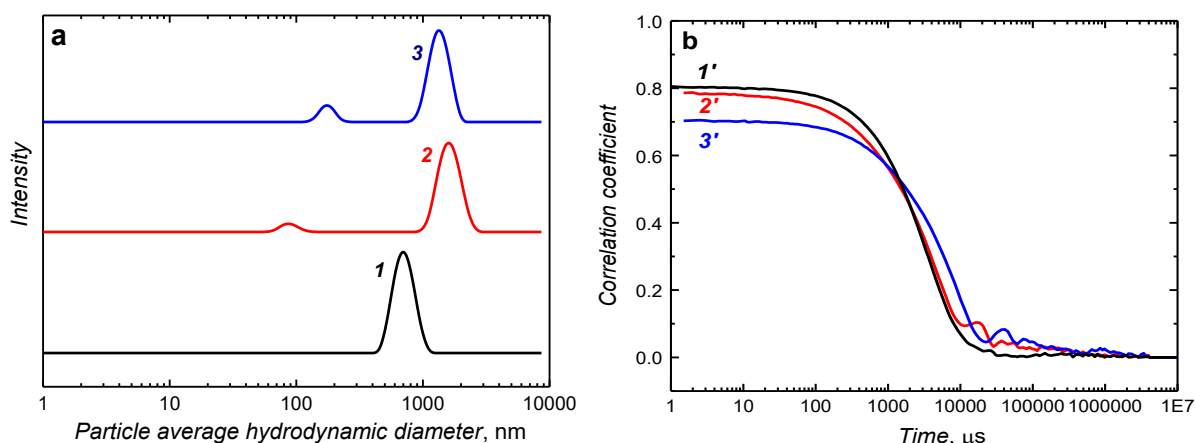 a
3
2
1
Intensity
1 10 100 1000 10000
Particle average hydrodynamic diameter, nm
b
1'
2'
3'
Correlation coefficient
1.0
0.8
0.6
0.4
0.2
0.0
1 10 100 1000 10000 100000 1000000 1E7
Time, μs